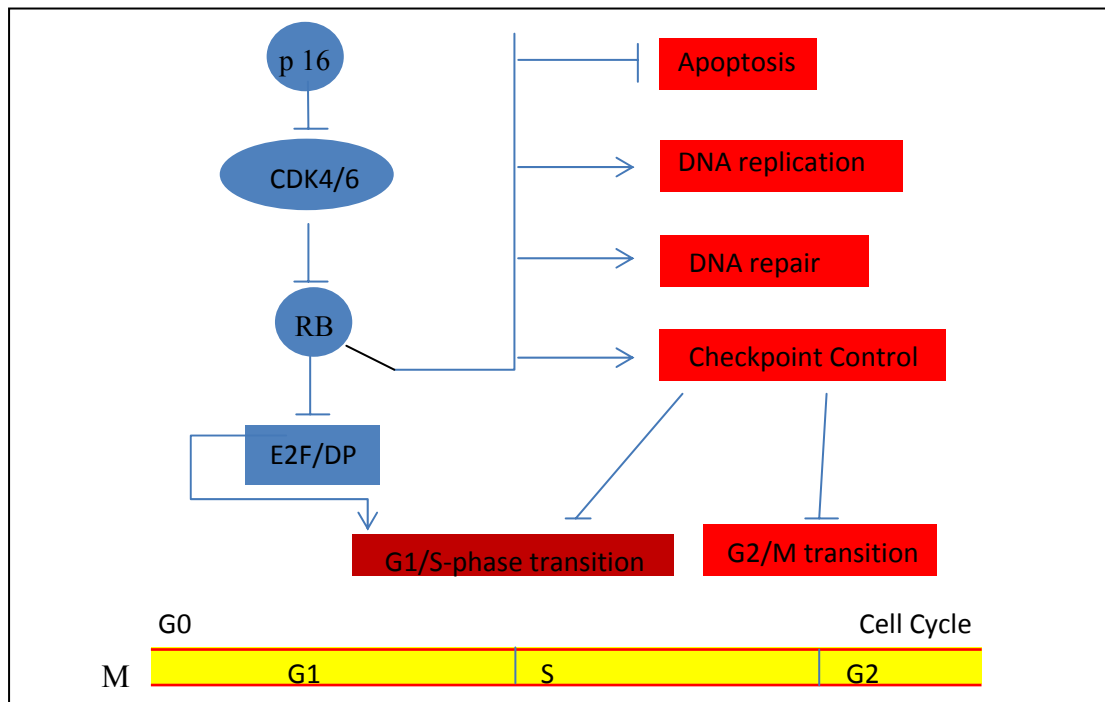 p 16
Apoptosis
CDK4/6
DNA replication
DNA repair
RB
Checkpoint Control
E2F/DP
G1/S-phase transition
G2/M transition
G0
Cell Cycle
M
G1
S
G2